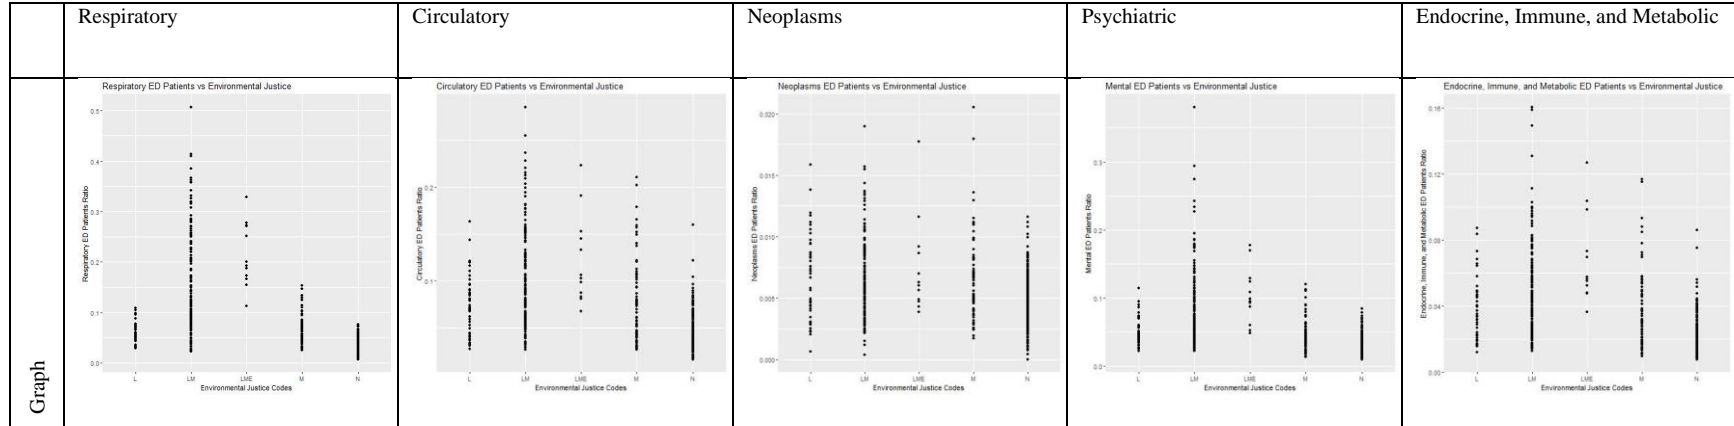 Respiratory
Circulatory
Neoplasms
Psychiatric
Endocrine, Immune, and Metabolic
Graph
Respiratory ED Patients vs Environmental Justice
Respiratory ED Patients Ratio
0.5
0.4
0.3
0.2
0.1
0.0
L LM LME M N
Environmental Justice Codes
Circulatory ED Patients vs Environmental Justice
Circulatory ED Patients Ratio
0.2
0.1
L LM LME M N
Environmental Justice Codes
Neoplasms ED Patients vs Environmental Justice
Neoplasms ED Patients Ratio
0.020
0.015
0.010
0.005
0.000
L LM LME M N
Environmental Justice Codes
Mental ED Patients vs Environmental Justice
Mental ED Patients Ratio
0.3
0.2
0.1
0.0
L LM LME M N
Environmental Justice Codes
Endocrine, Immune, and Metabolic ED Patients vs Environmental Justice
Endocrine, Immune, and Metabolic ED Patients Ratio
0.16
0.12
0.08
0.04
0.00
L LM LME M N
Environmental Justice Codes